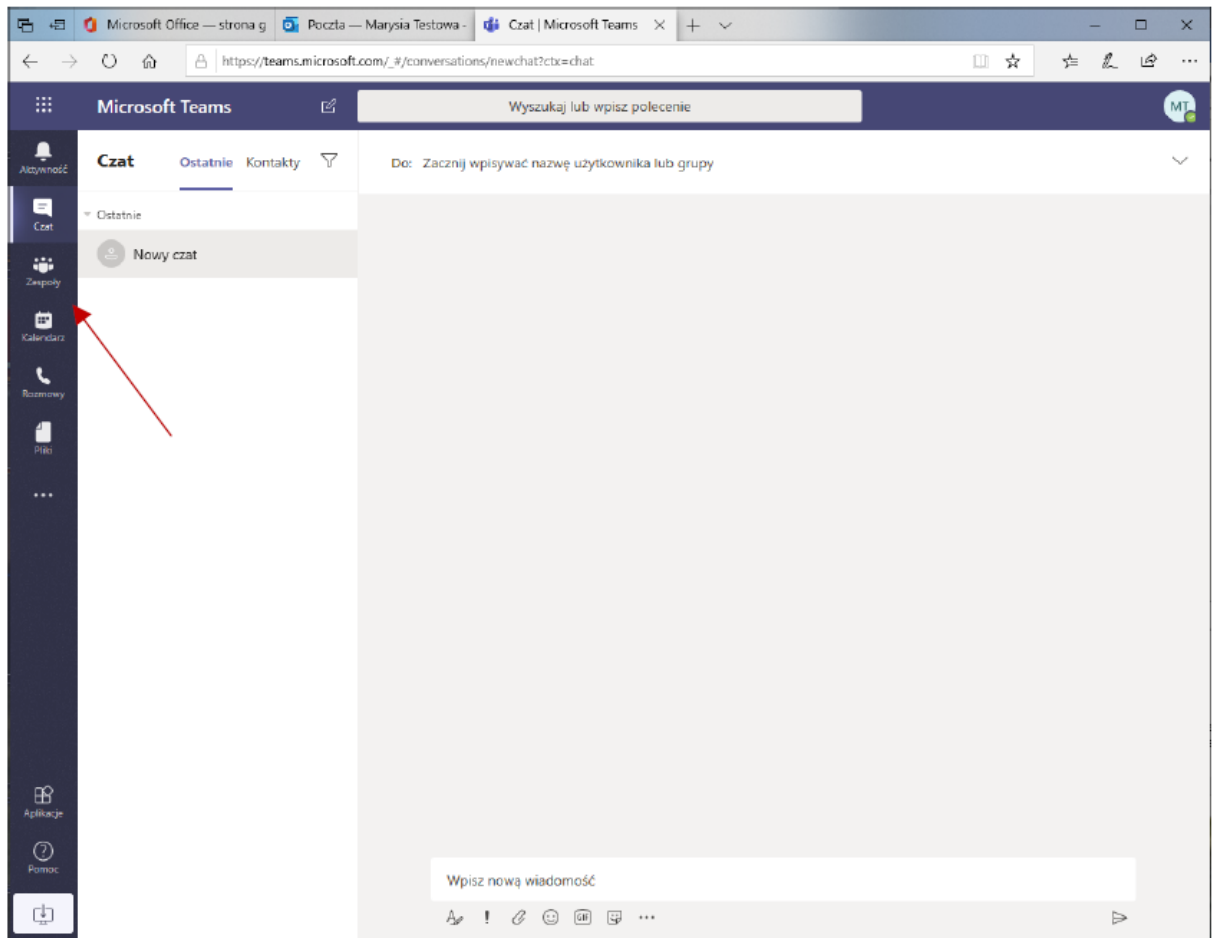 Microsoft Office — strona g
Poczta — Marysia Testowa -
Czat | Microsoft Teams
https://teams.microsoft.com/_#/conversations/newchat?ctx=chat
Microsoft Teams
Wyszukaj lub wpisz polecenie
MT
Aktywność
Czat
Zespoły
Kalendarz
Rozmowy
Pliki
Aplikacje
Pomoc
Czat
Ostatnie Kontakty
Ostatnie
Nowy czat
Do: Zacznij wpisywać nazwę użytkownika lub grupy
Wpisz nową wiadomość
GIF